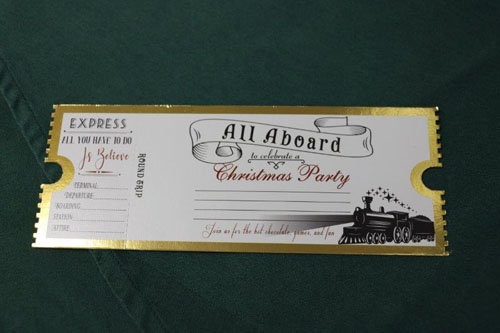 EXPRESS
ALL YOU HAVE TO DO
Is Believe
TERMINAL
DEPARTURE
BOARDING
STATION
ATTIRE
ROUND TRIP
All Aboard
to celebrate a
Christmas Party
Join us for the hot chocolate, games, and fun